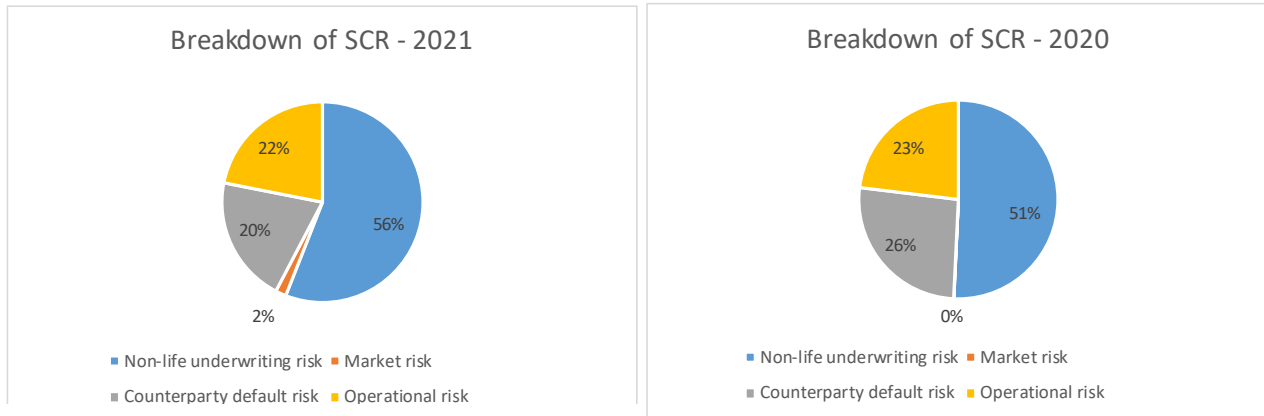 Breakdown of SCR - 2021
22%
56%
20%
2%
Non-life underwriting risk Market risk
Counterparty default risk Operational risk
Breakdown of SCR - 2020
23%
51%
26%
0%
Non-life underwriting risk Market risk
Counterparty default risk Operational risk